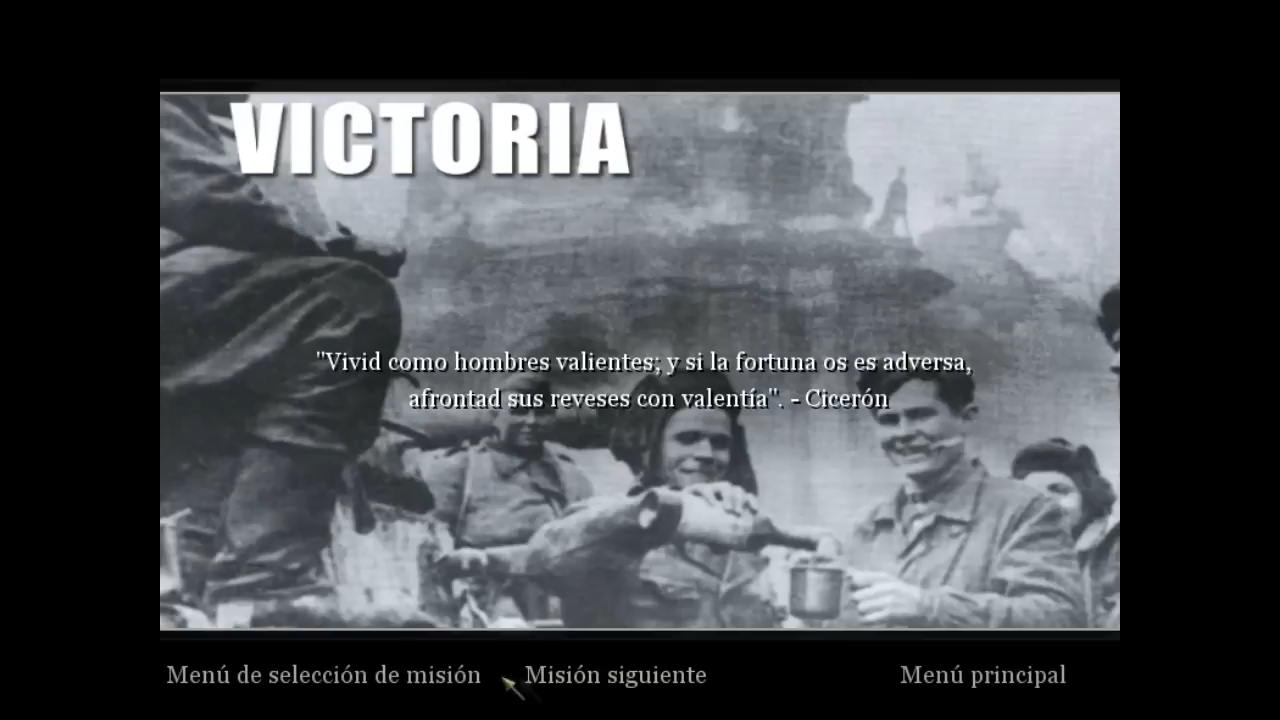 VICTORIA
"Vivid como hombres valientes; y si la fortuna os es adversa,
afrontad sus reveses con valentía". - Cicerón
Menú de selección de misión
Misión siguiente
Menú principal